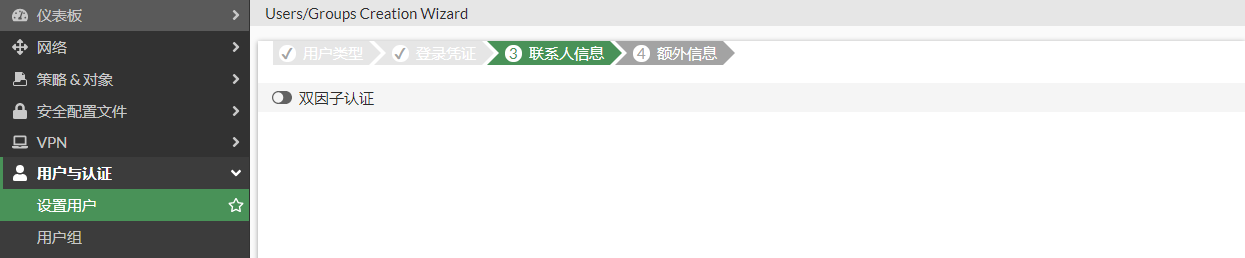 仪表板
网络
策略 & 对象
安全配置文件
VPN
用户与认证
设置用户
用户组
Users/Groups Creation Wizard
用户类型 登录凭证 3 联系人信息 4 额外信息
双因子认证